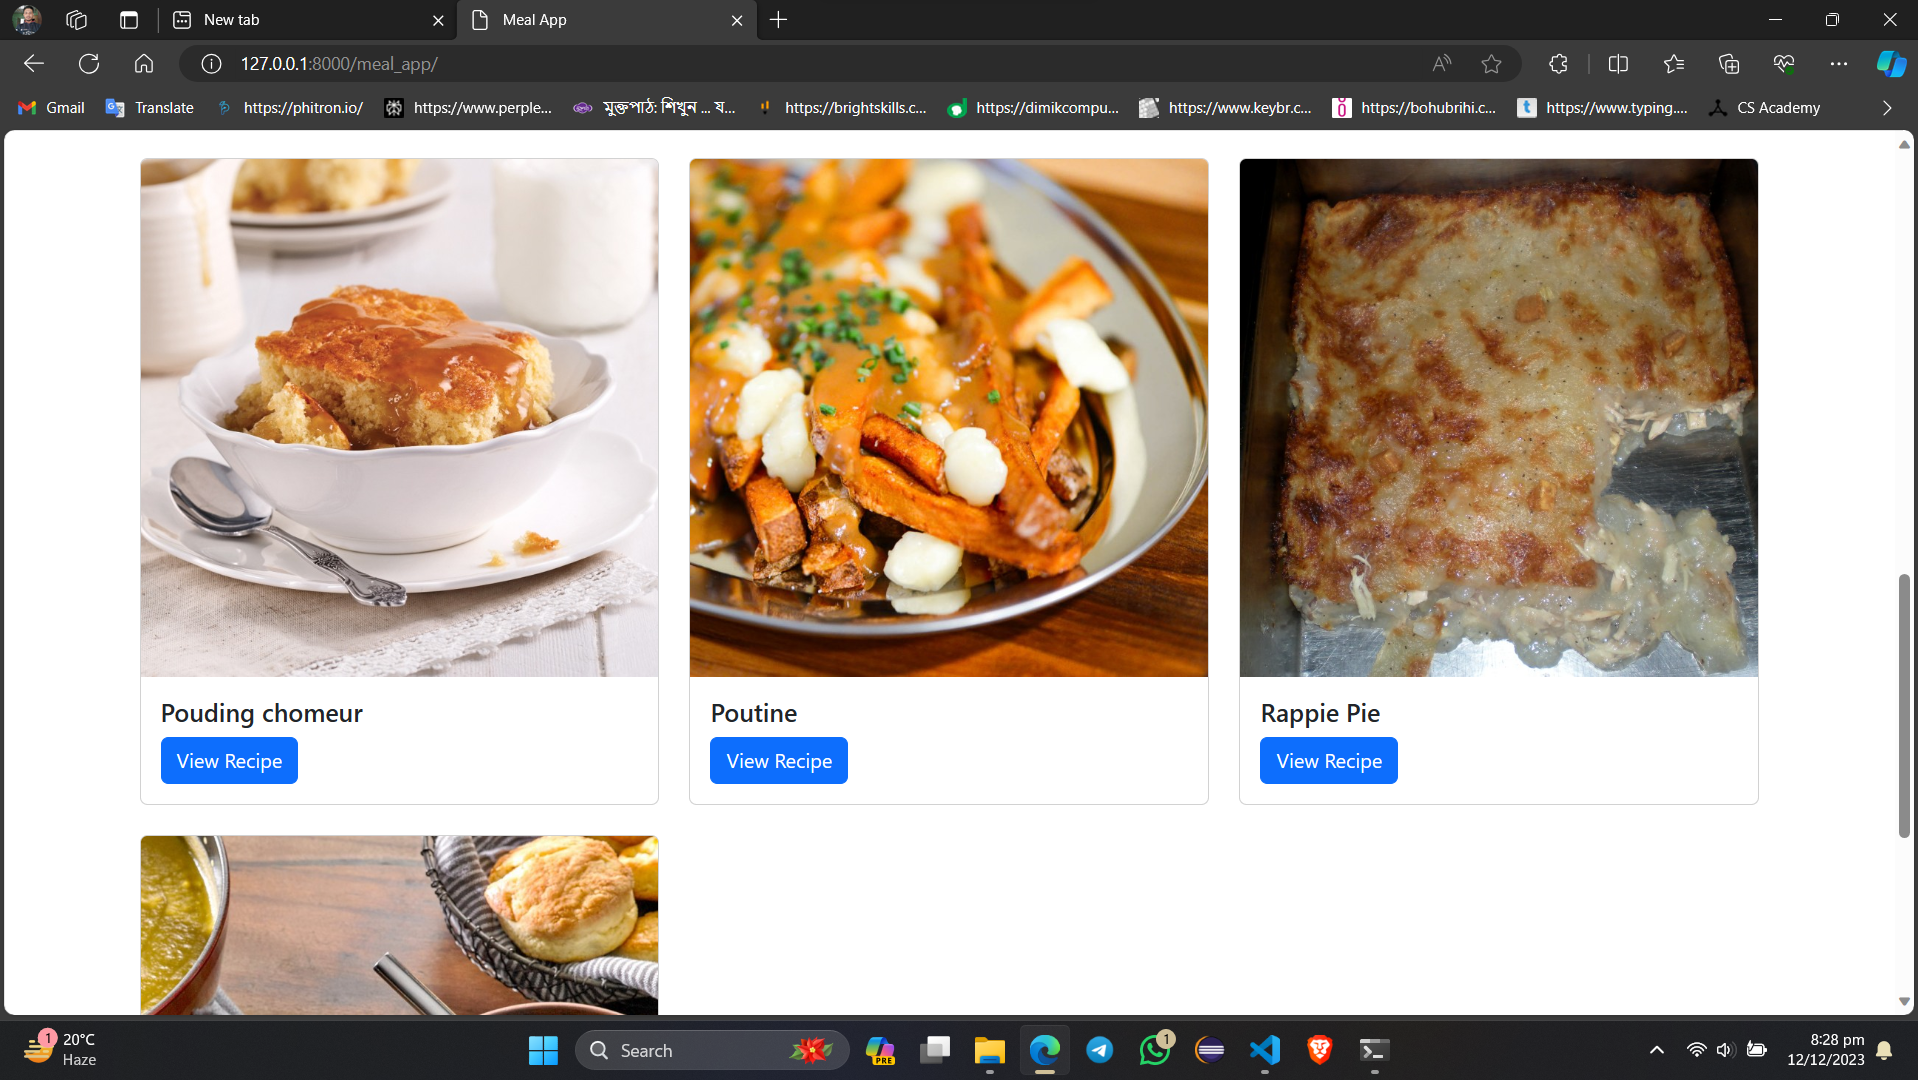 New tab
Meal App
127.0.0.1:8000/meal_app/
Gmail
Translate
https://phitron.io/
https://www.perple...
মুক্তপাঠ: শিখুন ... য...
https://brightskills.c...
https://dimikcompu...
https://www.keybr.c...
https://bohubrihi.c...
https://www.typing....
CS Academy
Pouding chomeur
Poutine
Rappie Pie
View Recipe
View Recipe
View Recipe
1
20°C
Haze
Search
PRE
1
8:28 pm
12/12/2023